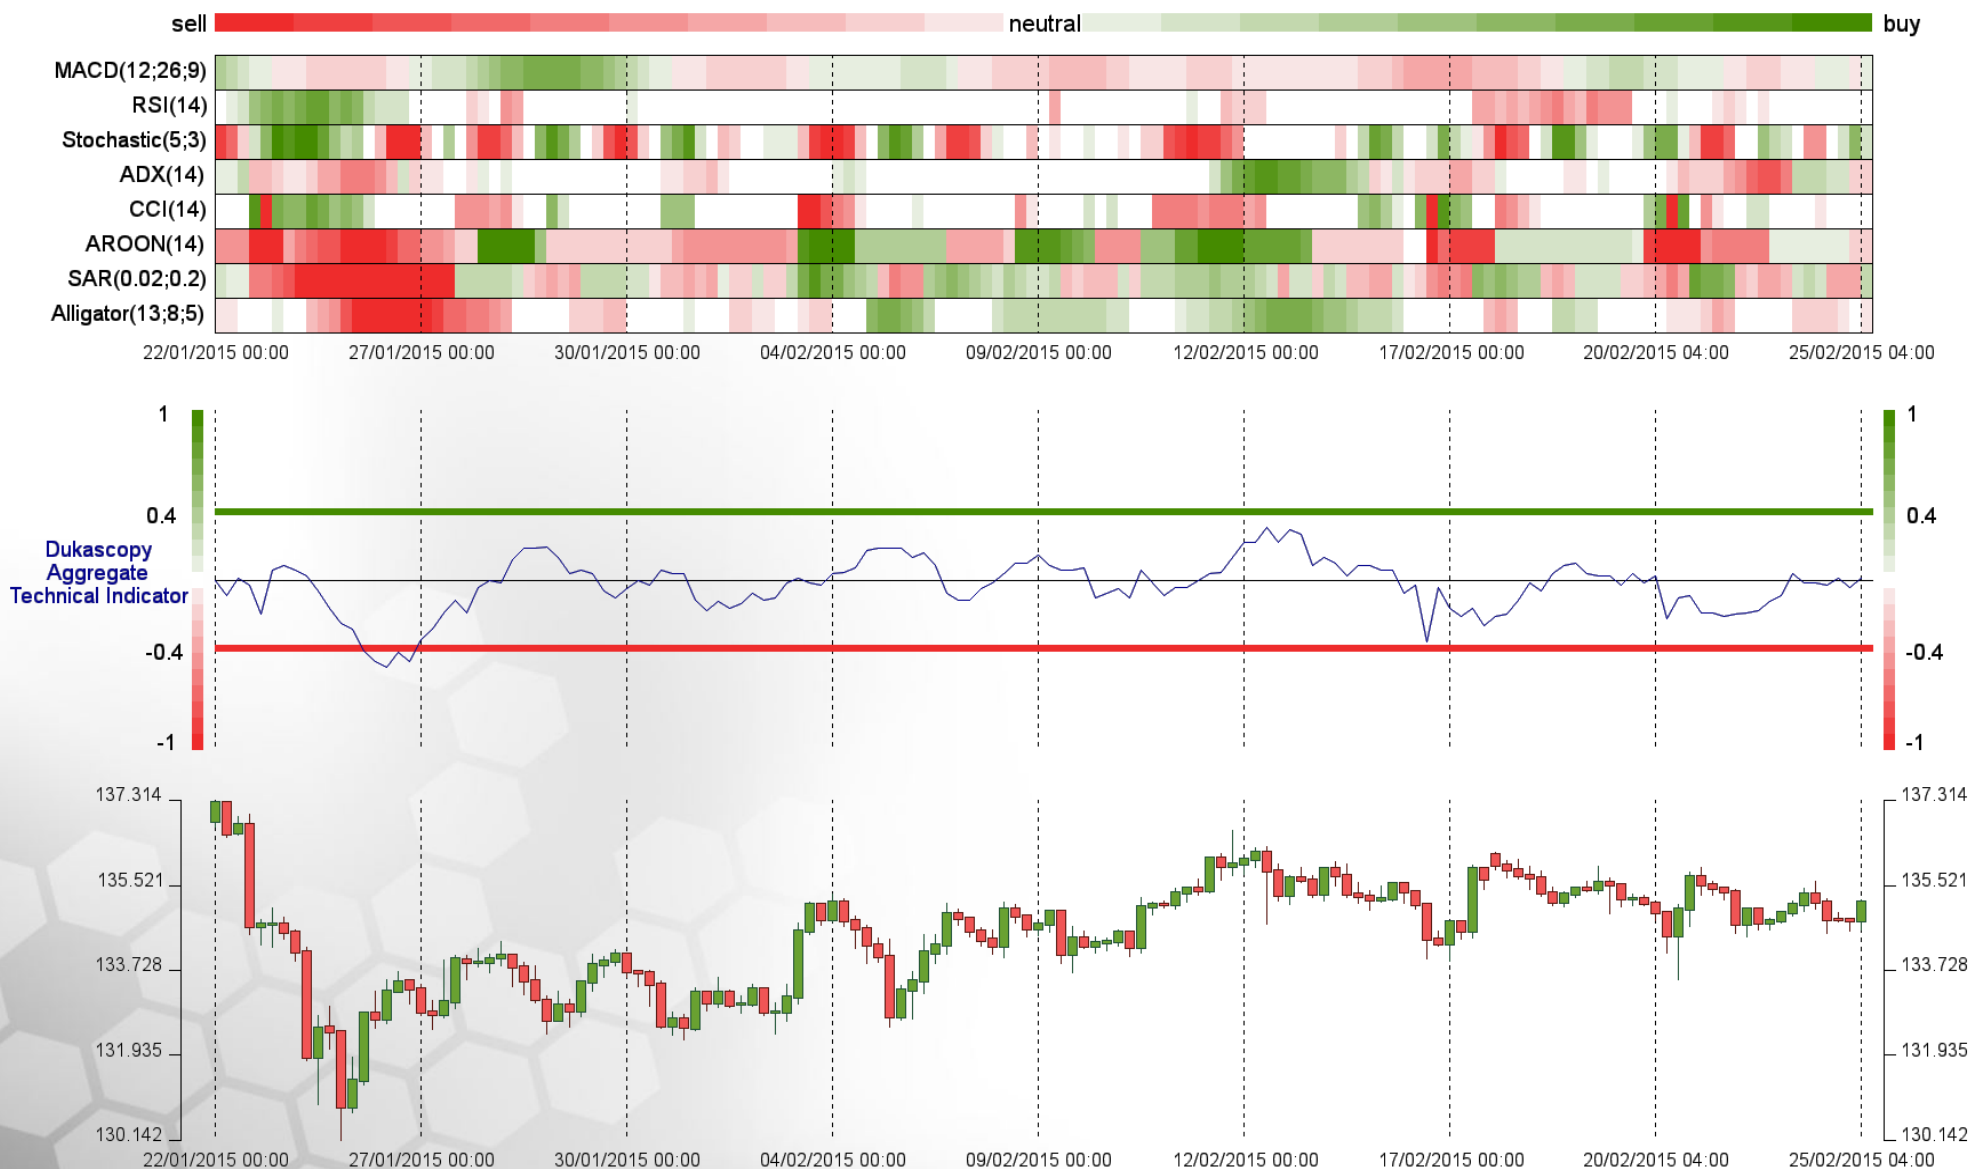 sell neutral buy
MACD(12;26;9)
RSI(14)
Stochastic(5;3)
ADX(14)
CCI(14)
AROON(14)
SAR(0.02;0.2)
Alligator(13;8;5)
22/01/2015 00:00 27/01/2015 00:00 30/01/2015 00:00 04/02/2015 00:00 09/02/2015 00:00 12/02/2015 00:00 17/02/2015 00:00 20/02/2015 04:00 25/02/2015 04:00
1 1
0.4 0.4
Dukascopy
Aggregate
Technical Indicator
-0.4 -0.4
-1 -1
137.314 137.314
135.521 135.521
133.728 133.728
131.935 131.935
130.142 130.142
22/01/2015 00:00 27/01/2015 00:00 30/01/2015 00:00 04/02/2015 00:00 09/02/2015 00:00 12/02/2015 00:00 17/02/2015 00:00 20/02/2015 04:00 25/02/2015 04:00